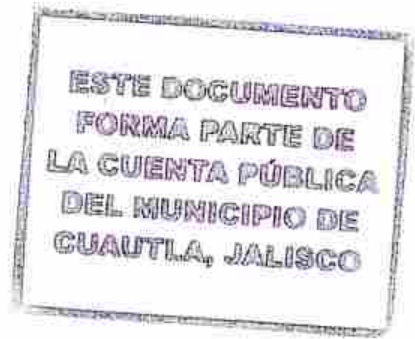 ESTE DOCUMENTO
FORMA PARTE DE
LA CUENTA PÚBLICA
DEL MUNICIPIO DE
CUAUTLA, JALISCO